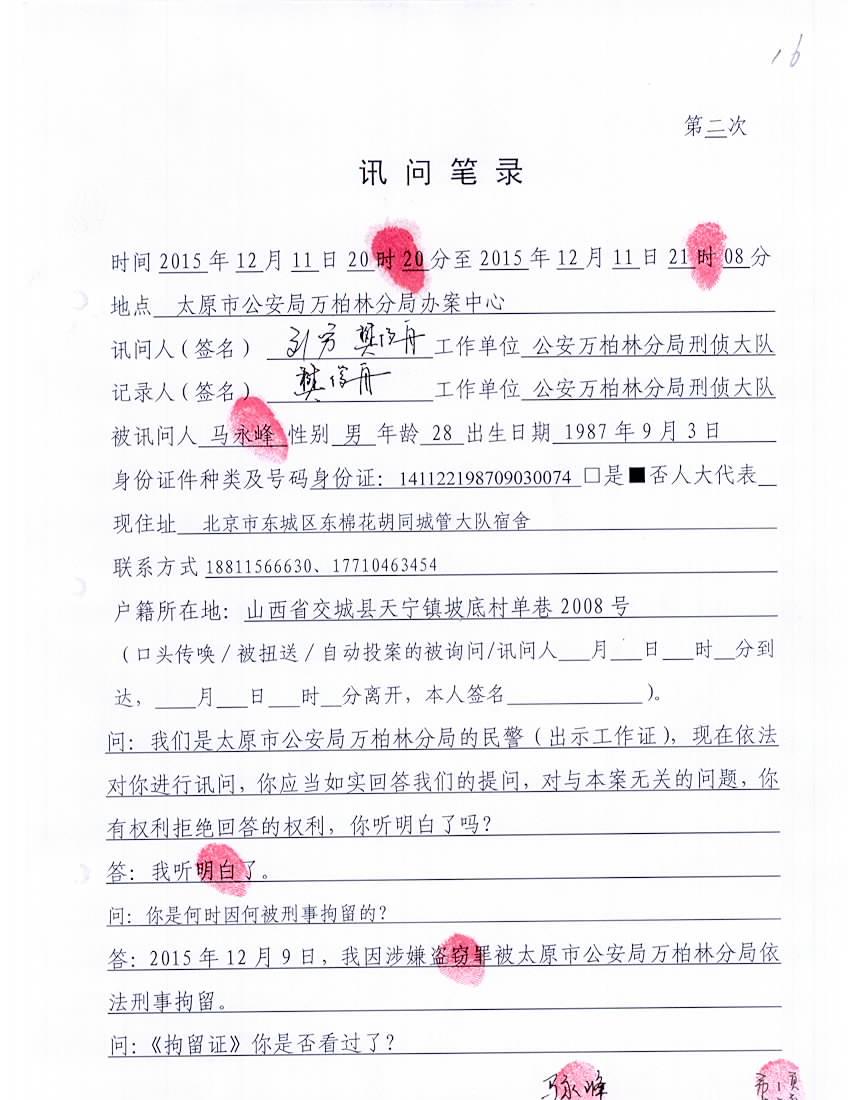 16
第二次
讯问笔录
时间 2015 年 12 月 11 日 20 时 20 分至 2015 年 12 月 11 日 21 时 08 分
地点 太原市公安局万柏林分局办案中心
讯问人（签名） 樊俊舟 工作单位 公安万柏林分局刑侦大队
记录人（签名） 樊俊舟 工作单位 公安万柏林分局刑侦大队
被讯问人 马永峰 性别 男 年龄 28 出生日期 1987 年 9 月 3 日
身份证件种类及号码身份证：141122198709030074 □是■否人大代表
现住址 北京市东城区东棉花胡同城管大队宿舍
联系方式 18811566630、17710463454
户籍所在地：山西省交城县天宁镇坡底村单巷 2008 号
（口头传唤／被扭送／自动投案的被询问/讯问人___月___日___时__分到
达，____月___日___时__分离开，本人签名____________）。
问：我们是太原市公安局万柏林分局的民警（出示工作证），现在依法
对你进行讯问，你应当如实回答我们的提问，对与本案无关的问题，你
有权利拒绝回答的权利，你听明白了吗？
答：我听明白了。
问：你是何时因何被刑事拘留的？
答：2015 年 12 月 9 日，我因涉嫌盗窃罪被太原市公安局万柏林分局依
法刑事拘留。
问：《拘留证》你是否看过了？
马永峰 第1页